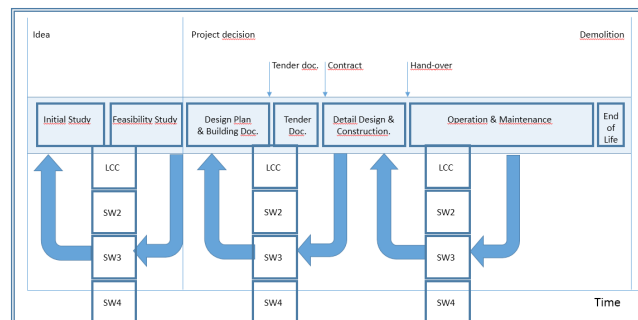 Idea
Project decision
Demolition
Tender doc.
Contract
Hand-over
Initial Study
Feasibility Study
Design Plan
& Building Doc.
Tender
Doc.
Detail Design &
Construction.
Operation & Maintenance
End
of
Life
LCC
LCC
LCC
SW2
SW2
SW2
SW3
SW3
SW3
SW4
SW4
SW4
Time